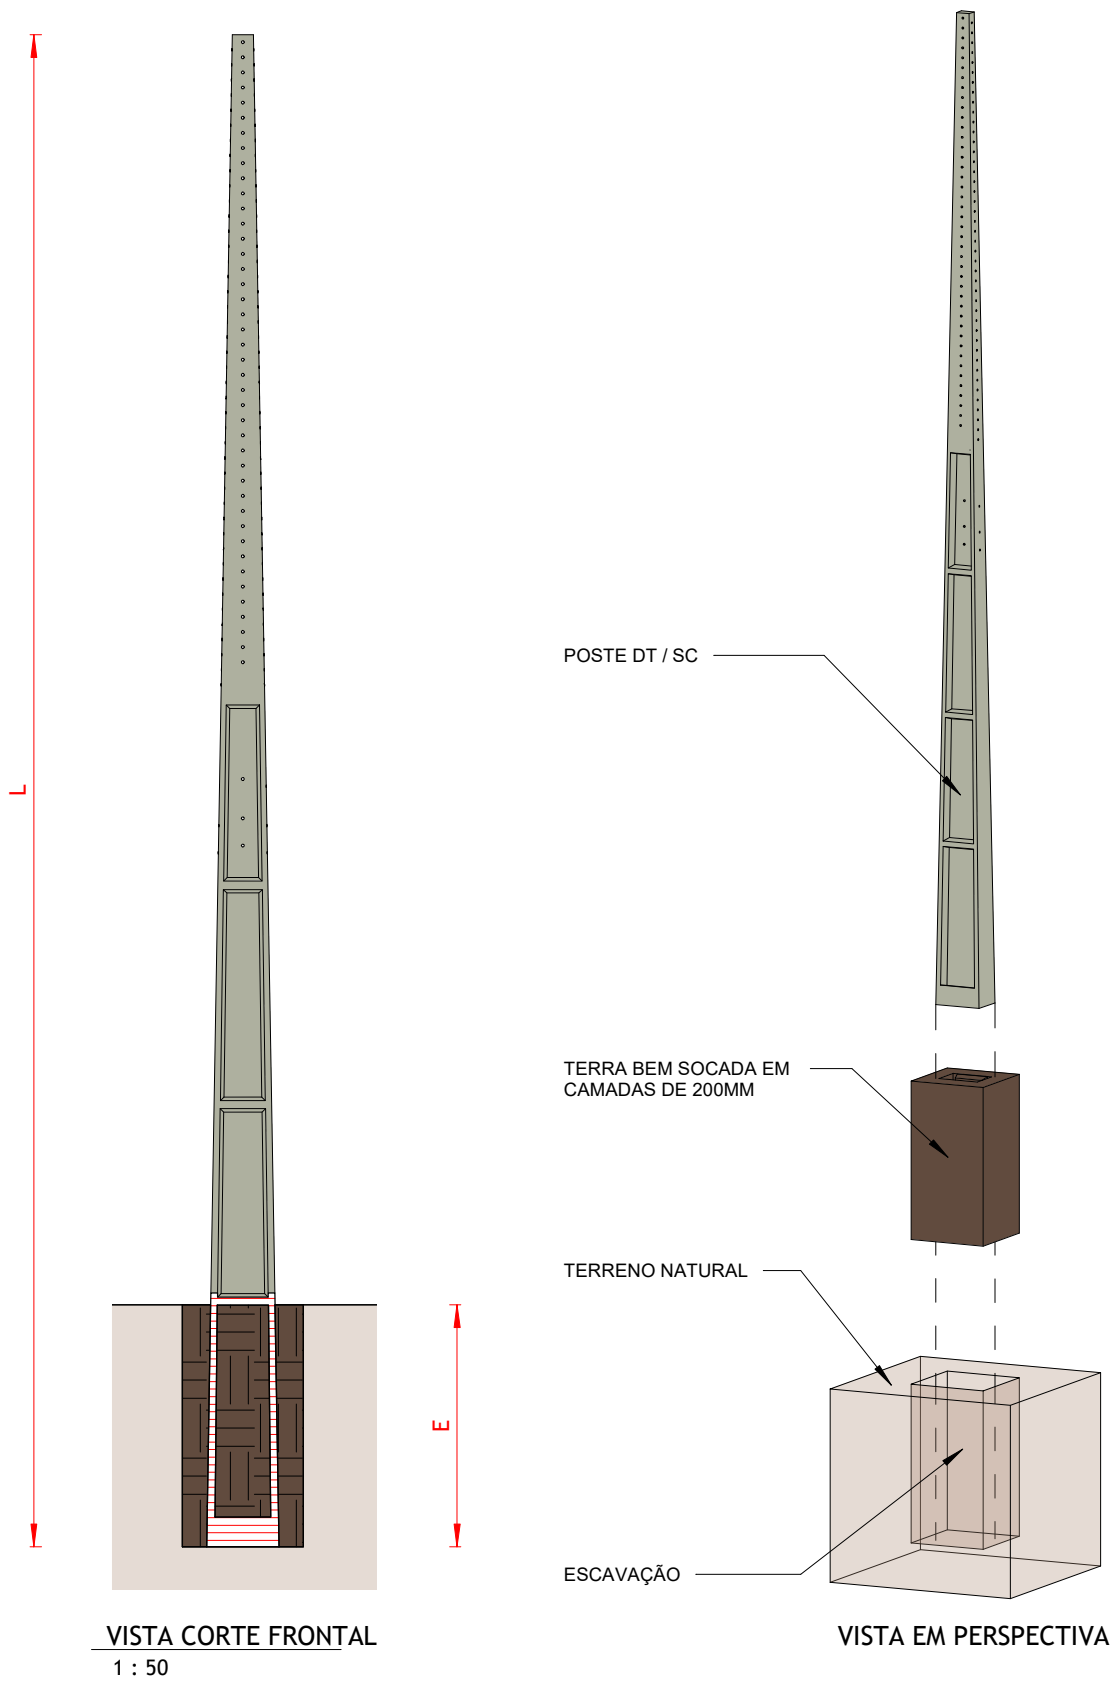 L
E
VISTA CORTE FRONTAL
1 : 50
POSTE DT / SC
TERRA BEM SOCADA EM
CAMADAS DE 200MM
TERRENO NATURAL
ESCAVAÇÃO
VISTA EM PERSPECTIVA